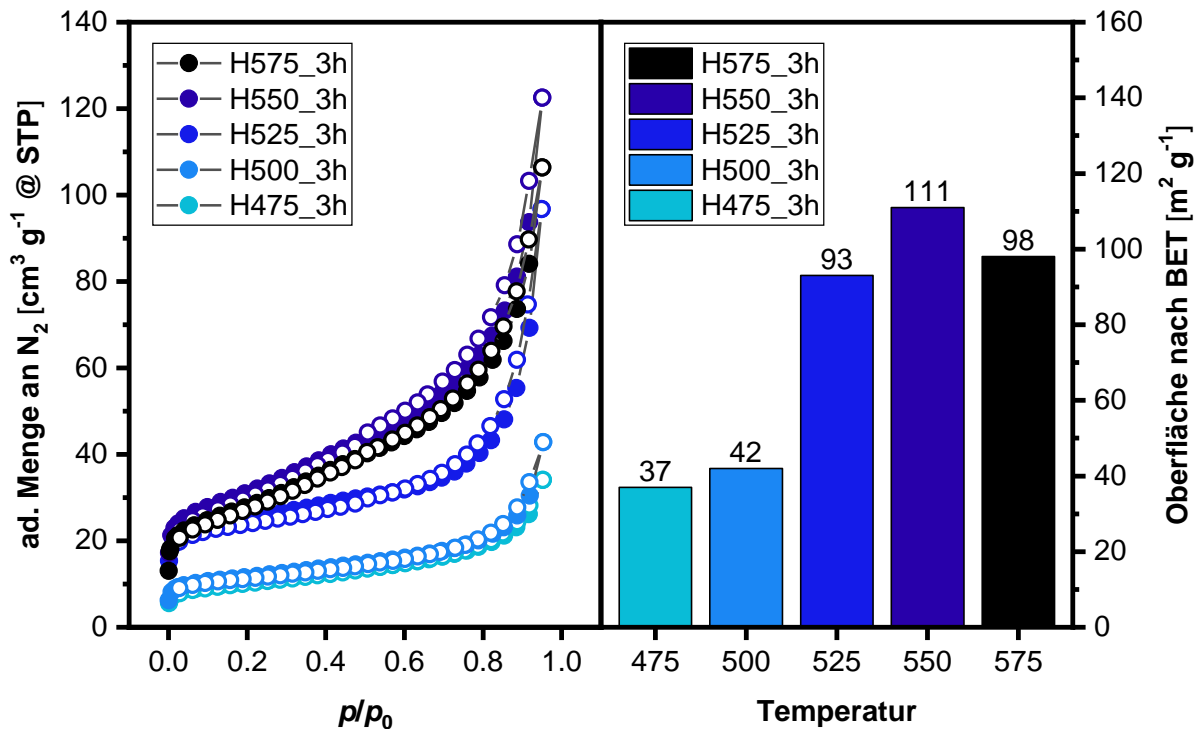 ad. Menge an N₂ [cm³ g⁻¹ @ STP]
140
120
100
80
60
40
20
0
H575_3h
H550_3h
H525_3h
H500_3h
H475_3h
0.0 0.2 0.4 0.6 0.8 1.0
p/p₀
H575_3h
H550_3h
H525_3h
H500_3h
H475_3h
37
42
93
111
98
475 500 525 550 575
Temperatur
160
140
120
100
80
60
40
20
0
Oberfläche nach BET [m² g⁻¹]